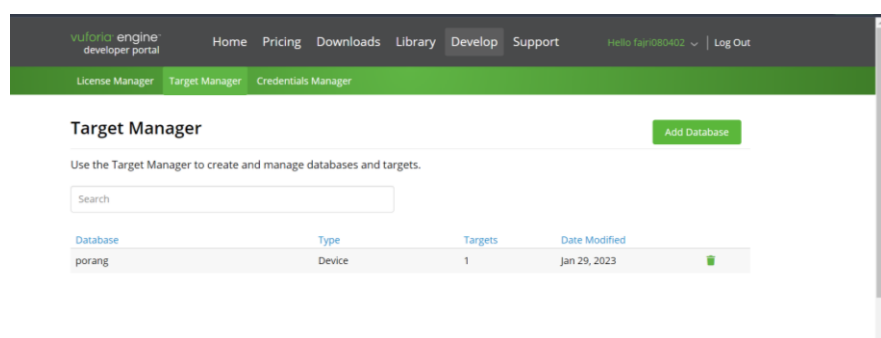 vuforia engine
developer portal
Home Pricing Downloads Library Develop Support Hello fajri080402 Log Out
License Manager Target Manager Credentials Manager
Target Manager
Add Database
Use the Target Manager to create and manage databases and targets.
Search
Database Type Targets Date Modified
porang Device 1 Jan 29, 2023